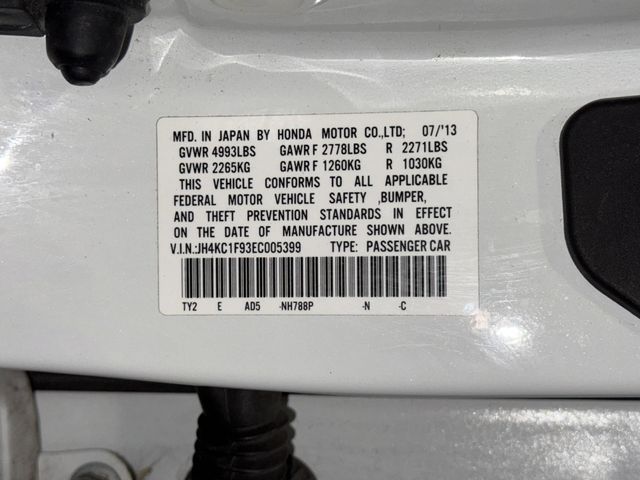 MFD. IN JAPAN BY HONDA MOTOR CO.,LTD; 07/'13
GVWR 4993LBS GAWR F 2778LBS R 2271LBS
GVWR 2265KG GAWR F 1260KG R 1030KG
THIS VEHICLE CONFORMS TO ALL APPLICABLE
FEDERAL MOTOR VEHICLE SAFETY ,BUMPER,
AND THEFT PREVENTION STANDARDS IN EFFECT
ON THE DATE OF MANUFACTURE SHOWN ABOVE.
V.I.N.:JH4KC1F93EC005399 TYPE: PASSENGER CAR
TY2 E AD5 -NH788P -N -C